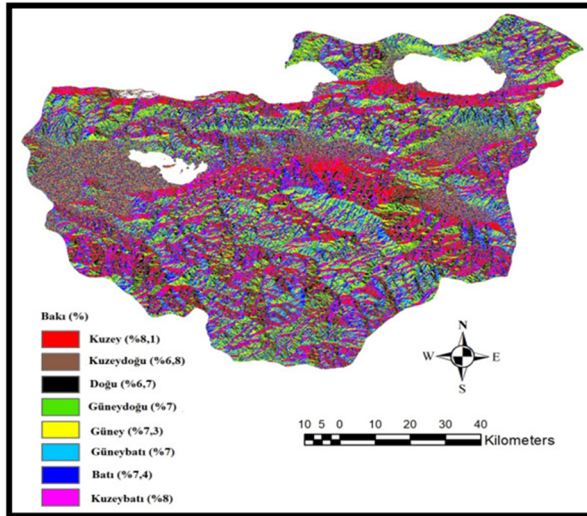 Bakı (%)
Kuzey (%8,1)
Kuzeydoğu (%6,8)
Doğu (%6,7)
Güneydoğu (%7)
Güney (%7,3)
Güneybatı (%7)
Batı (%7,4)
Kuzeybatı (%8)
N
W E
S
10 5 0 10 20 30 40
Kilometers